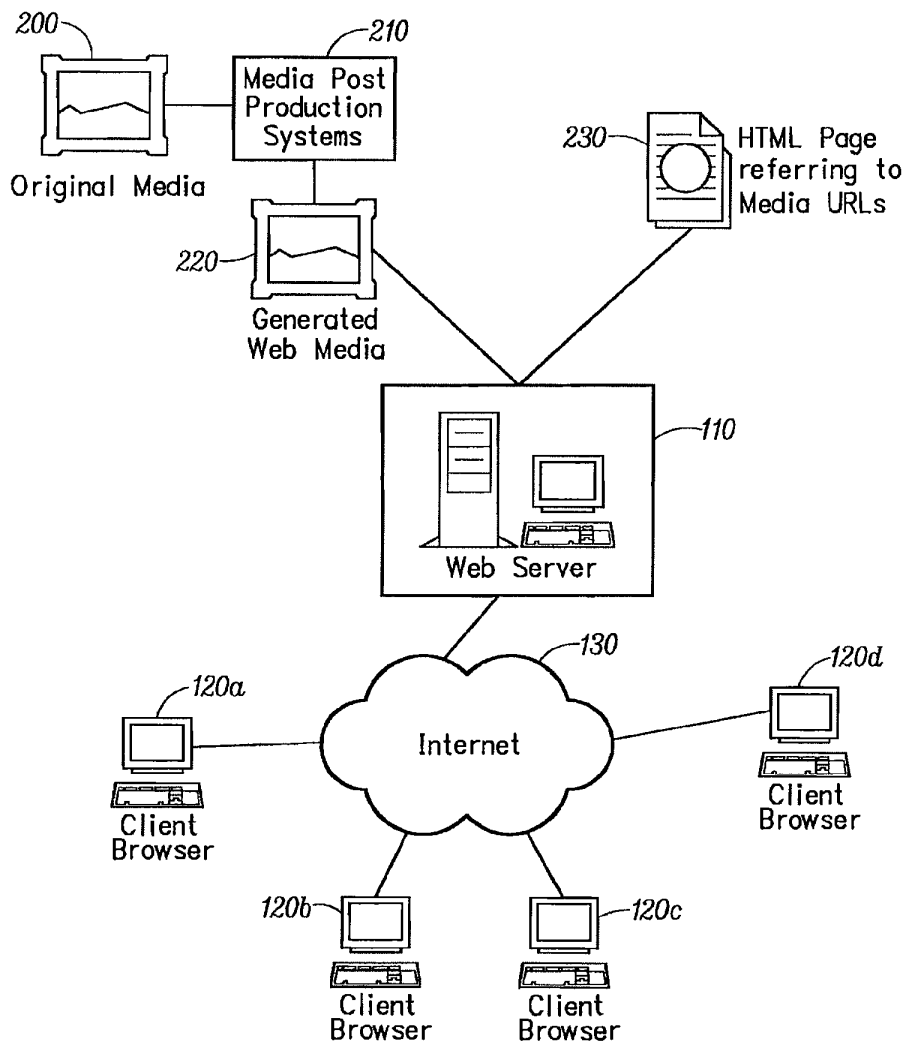 200
210
Media Post
Production
Systems
Original Media
230
HTML Page
referring to
Media URLs
220
Generated
Web Media
110
Web Server
130
Internet
120a
Client
Browser
120d
Client
Browser
120b
Client
Browser
120c
Client
Browser